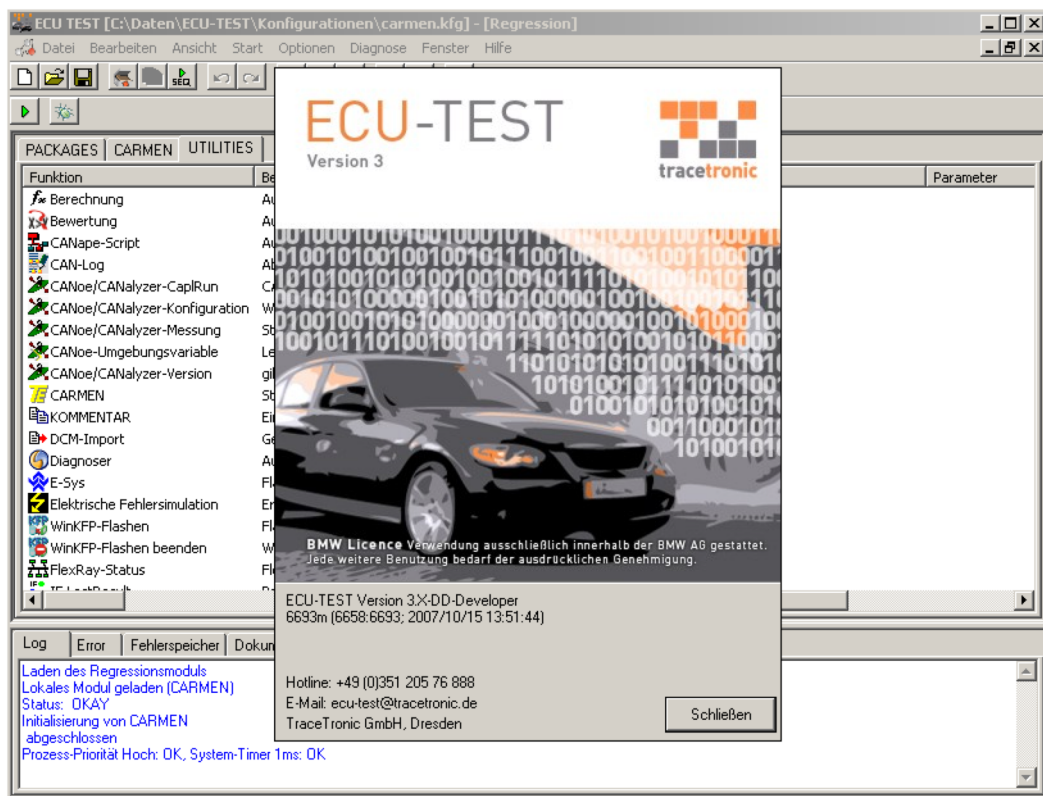 ECU TEST [C:\Daten\ECU-TEST\Konfigurationen\carmen.kfg] - [Regression]
Datei Bearbeiten Ansicht Start Optionen Diagnose Fenster Hilfe
SEQ
PACKAGES CARMEN UTILITIES
Funktion Be Parameter
Berechnung Au
Bewertung Au
CANape-Script Au
CAN-Log
CANoe/CANalyzer-CaplRun
CANoe/CANalyzer-Konfiguration
CANoe/CANalyzer-Messung
CANoe-Umgebungsvariable Le
CANoe/CANalyzer-Version
CARMEN
KOMMENTAR
DCM-Import
Diagnoser
E-Sys
Elektrische Fehlersimulation
WinKFP-Flashen
WinKFP-Flashen beenden
FlexRay-Status
ECU-TEST
Version 3
tracetronic
BMW Licence Verwendung ausschließlich innerhalb der BMW AG gestattet.
Jede weitere Benutzung bedarf der ausdrücklichen Genehmigung.
ECU-TEST Version 3.X-DD-Developer
6693m (6658:6693; 2007/10/15 13:51:44)
Hotline: +49 (0)351 205 76 888
E-Mail: ecu-test@tracetronic.de
TraceTronic GmbH, Dresden
Schließen
Log Error Fehlerspeicher Dokun
Laden des Regressionsmoduls
Lokales Modul geladen (CARMEN)
Status: OKAY
Initialisierung von CARMEN
abgeschlossen
Prozess-Priorität Hoch: OK, System-Timer 1ms: OK